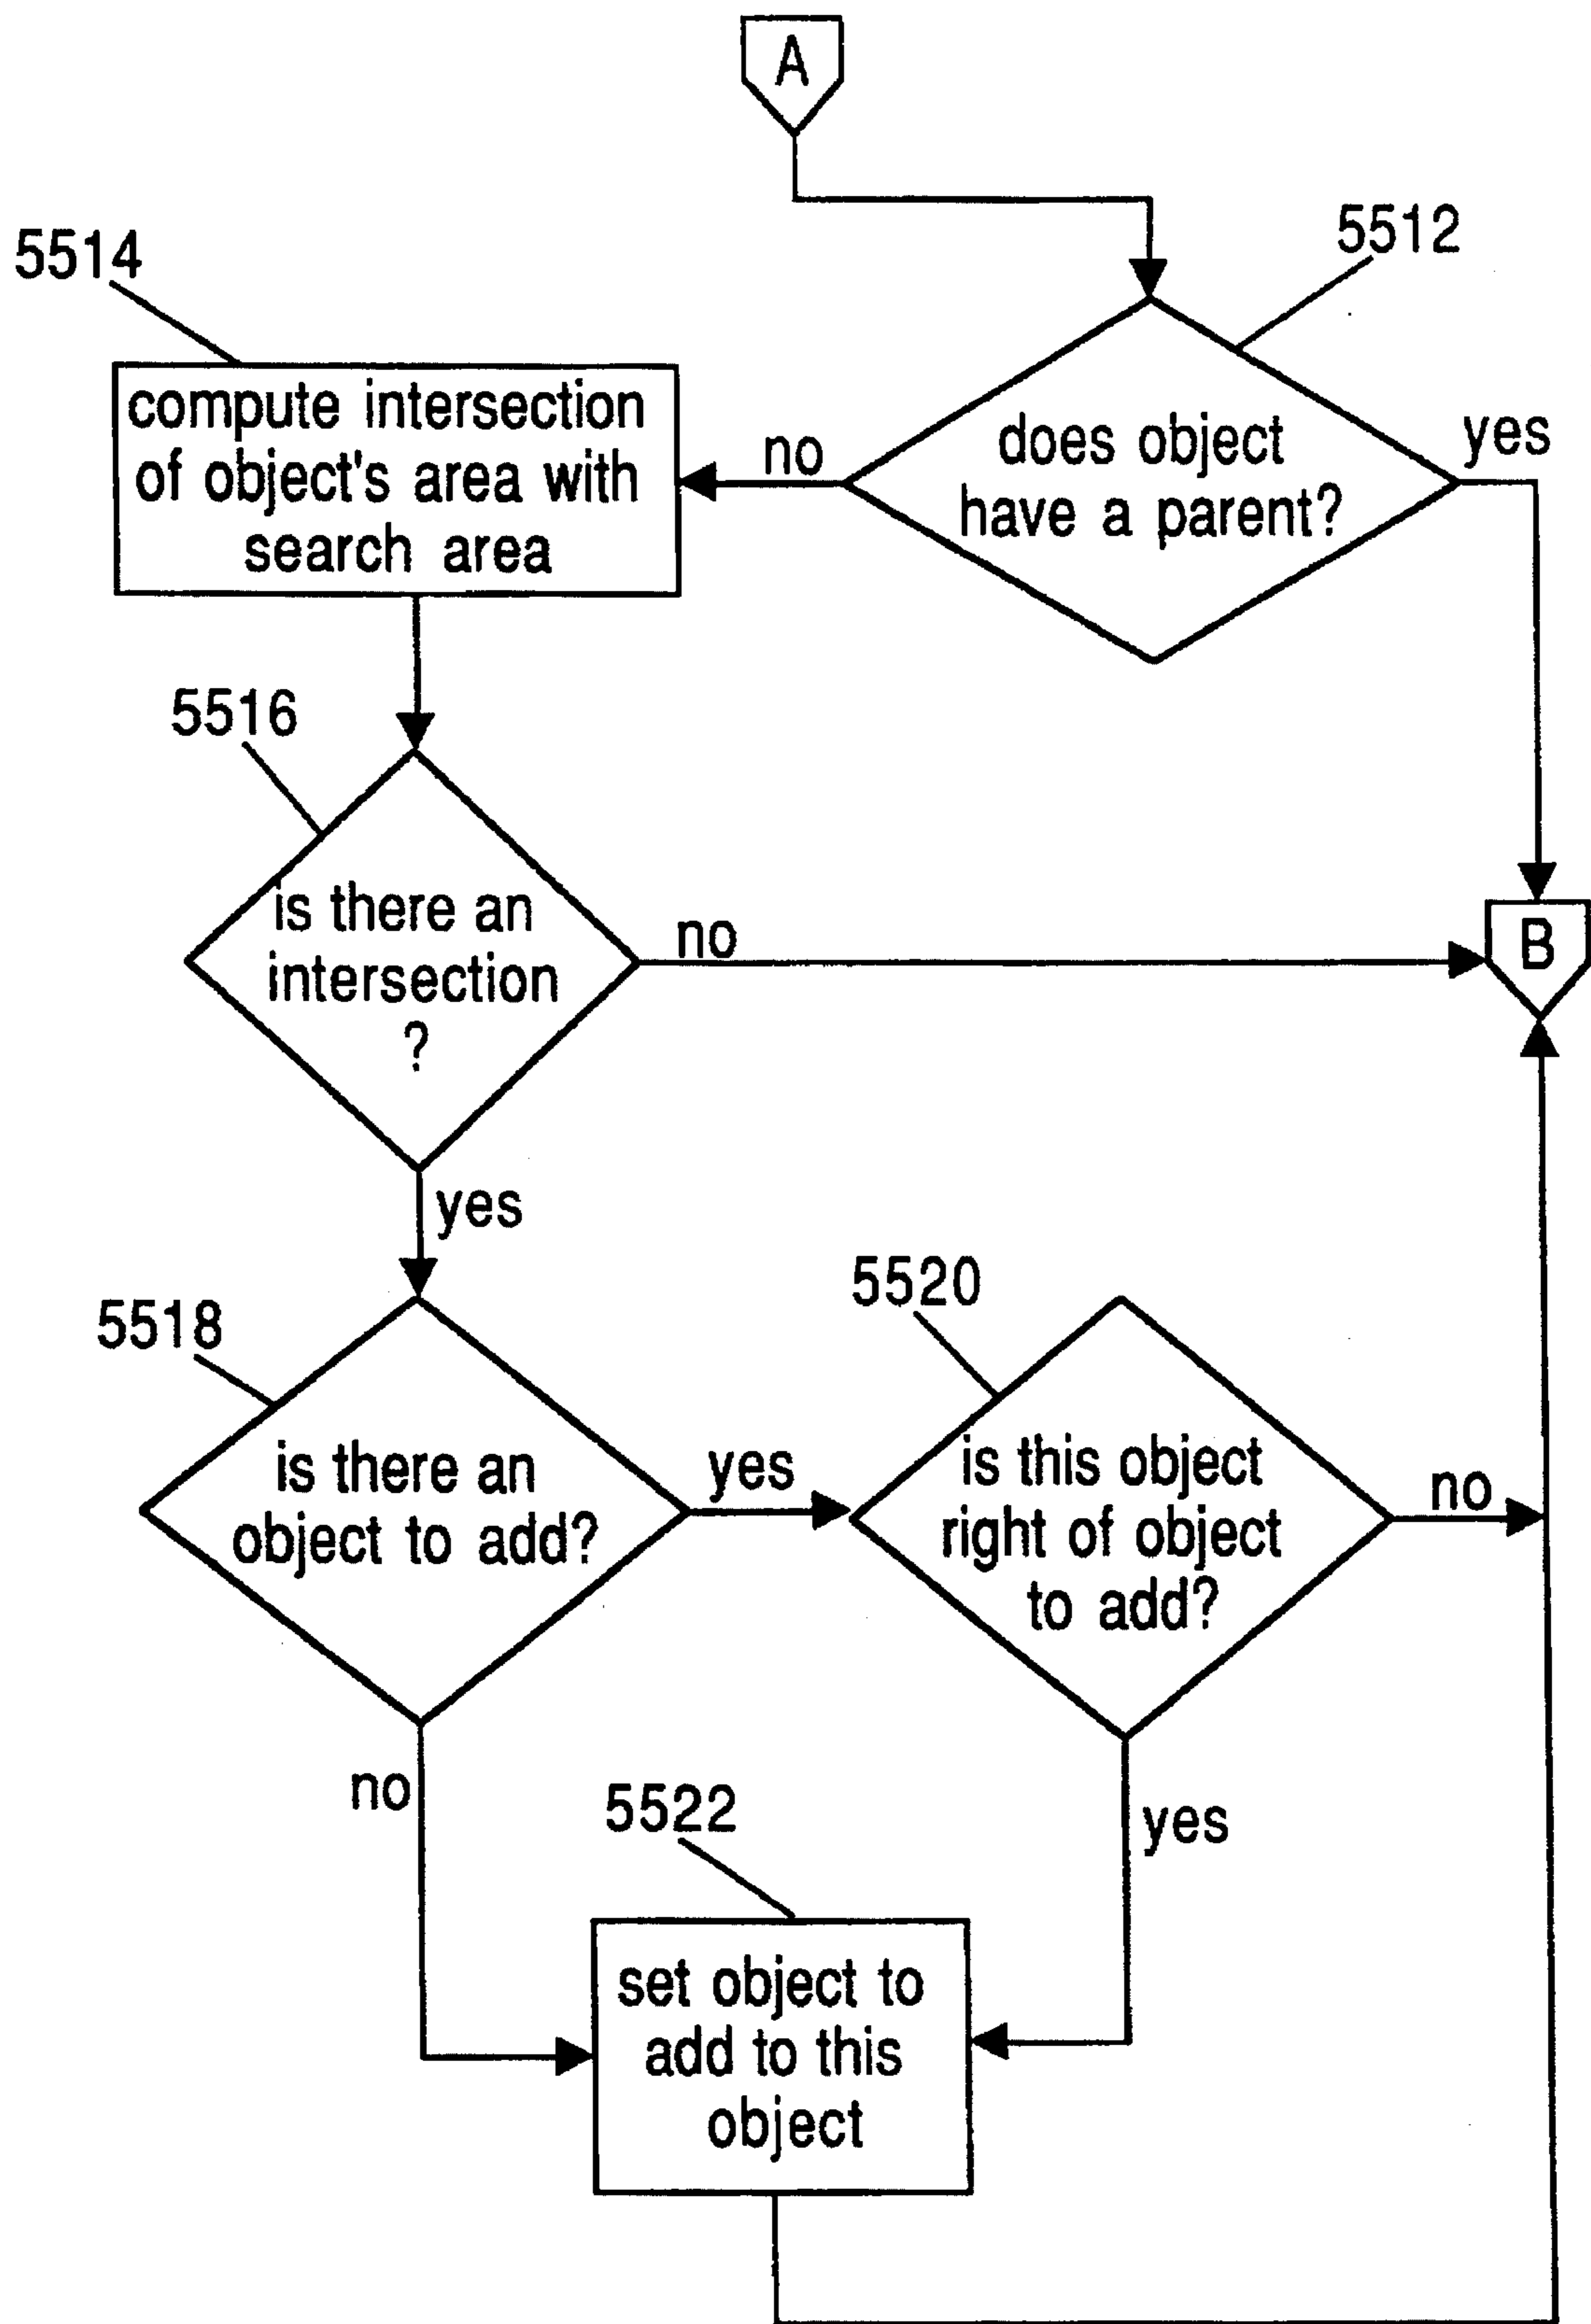 A
5512
5514
does object
have a parent?
yes
no
compute intersection
of object's area with
search area
5516
is there an
intersection
?
no
B
yes
5518
is there an
object to add?
yes
5520
is this object
right of object
to add?
no
no
yes
5522
set object to
add to this
object